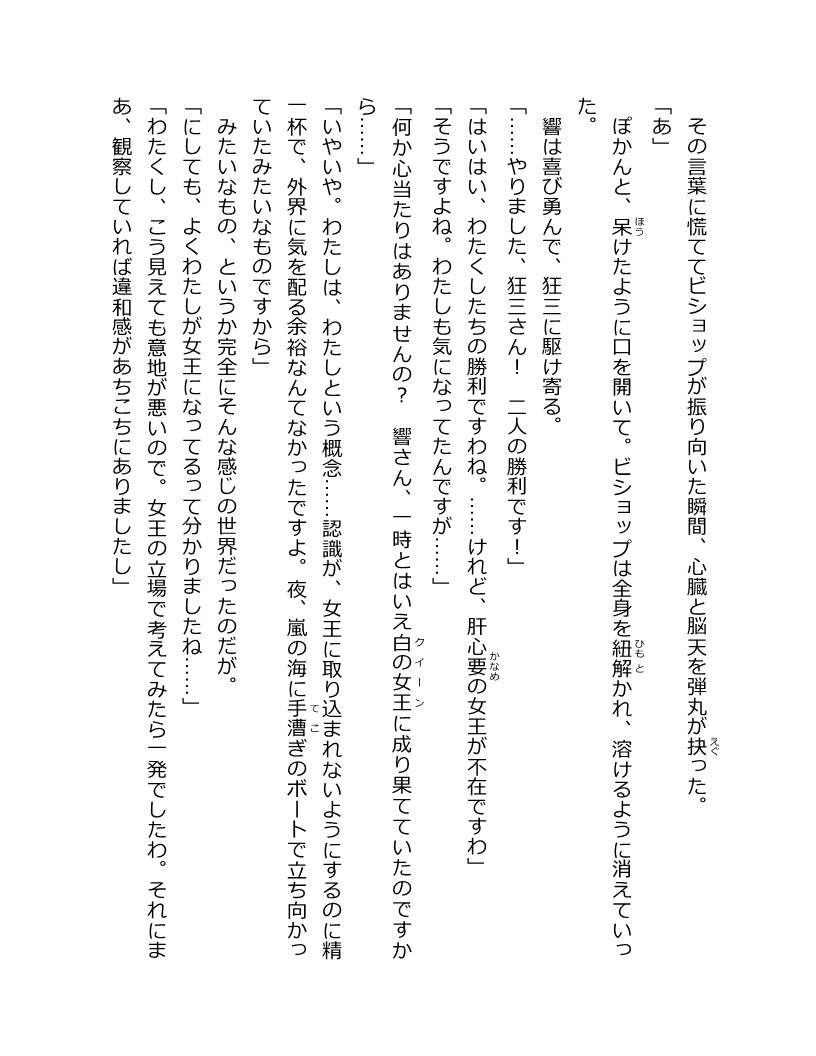 その言葉に慌ててビショップが振り向いた瞬間、心臓と脳天を弾丸が抉った。
「あ」
ぽかんと、呆けたように口を開いて。ビショップは全身を紐解かれ、溶けるように消えていっ
た。
響は喜び勇んで、狂三に駆け寄る。
「……やりました、狂三さん！　二人の勝利です！」
「はいはい、わたくしたちの勝利ですわね。……けれど、肝心要の女王が不在ですわ」
「そうですよね。わたしも気になってたんですが……」
「何か心当たりはありませんの？　響さん、一時とはいえ白の女王に成り果てていたのですか
ら……」
「いやいや。わたしは、わたしという概念……認識が、女王に取り込まれないようにするのに精
一杯で、外界に気を配る余裕なんてなかったですよ。夜、嵐の海に手漕ぎのボートで立ち向かっ
ていたみたいなものですから」
みたいなもの、というか完全にそんな感じの世界だったのだが。
「にしても、よくわたしが女王になってるって分かりましたね……」
「わたくし、こう見えても意地が悪いので。女王の立場で考えてみたら一発でしたわ。それにま
あ、観察していれば違和感があちこちにありましたし」